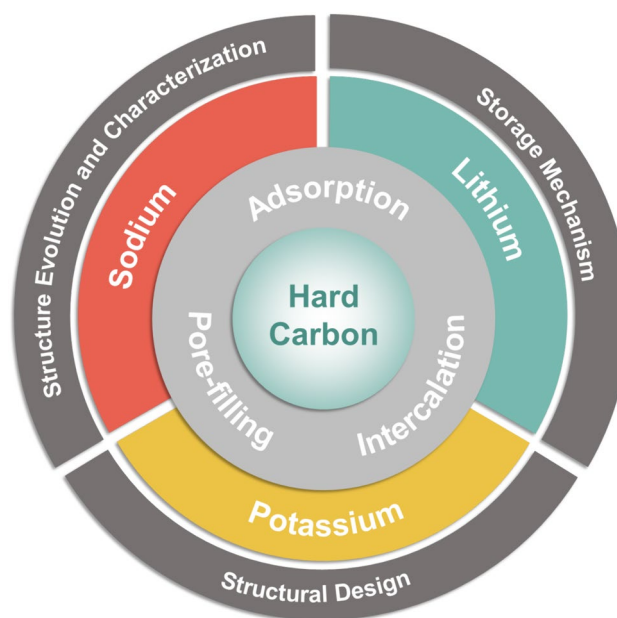 Structure Evolution and Characterization
Storage Mechanism
Sodium
Lithium
Adsorption
Hard
Carbon
Pore-filling
Intercalation
Potassium
Structural Design